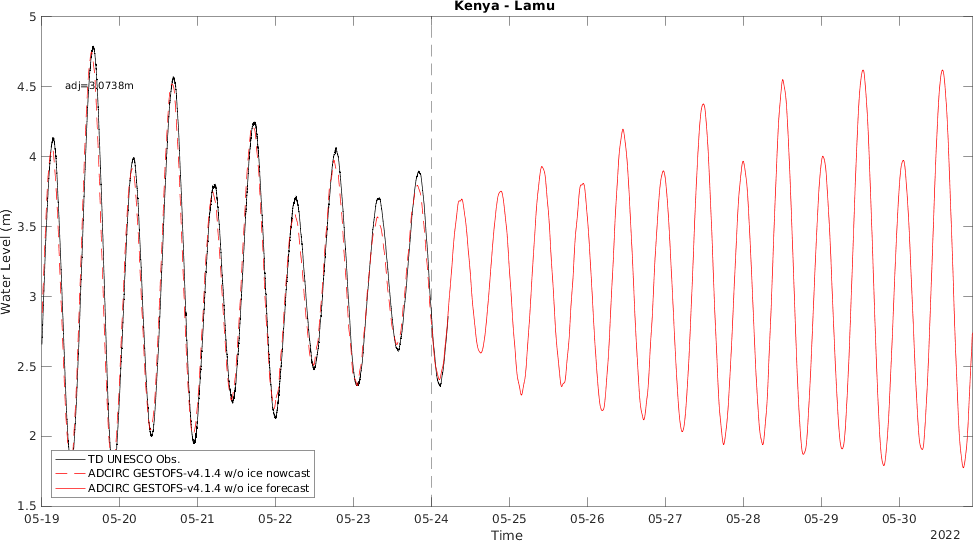 Kenya - Lamu
5
4.5
4
3.5
3
2.5
2
1.5
Water Level (m)
adj=3.0738m
TD UNESCO Obs.
ADCIRC GESTOFS-v4.1.4 w/o ice nowcast
ADCIRC GESTOFS-v4.1.4 w/o ice forecast
05-19 05-20 05-21 05-22 05-23 05-24 05-25 05-26 05-27 05-28 05-29 05-30
Time
2022